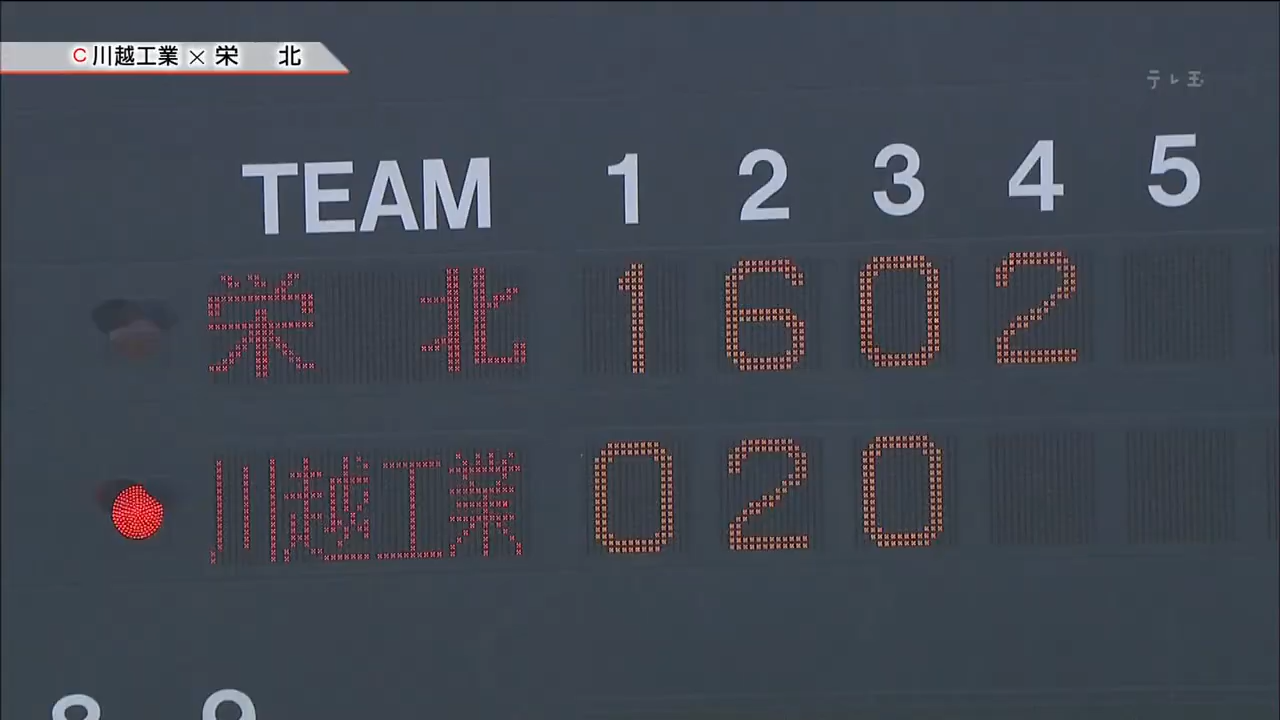 C 川越工業 × 栄 北
テレ玉
TEAM 1 2 3 4 5
栄 北 1 6 0 2
川越工業 0 2 0